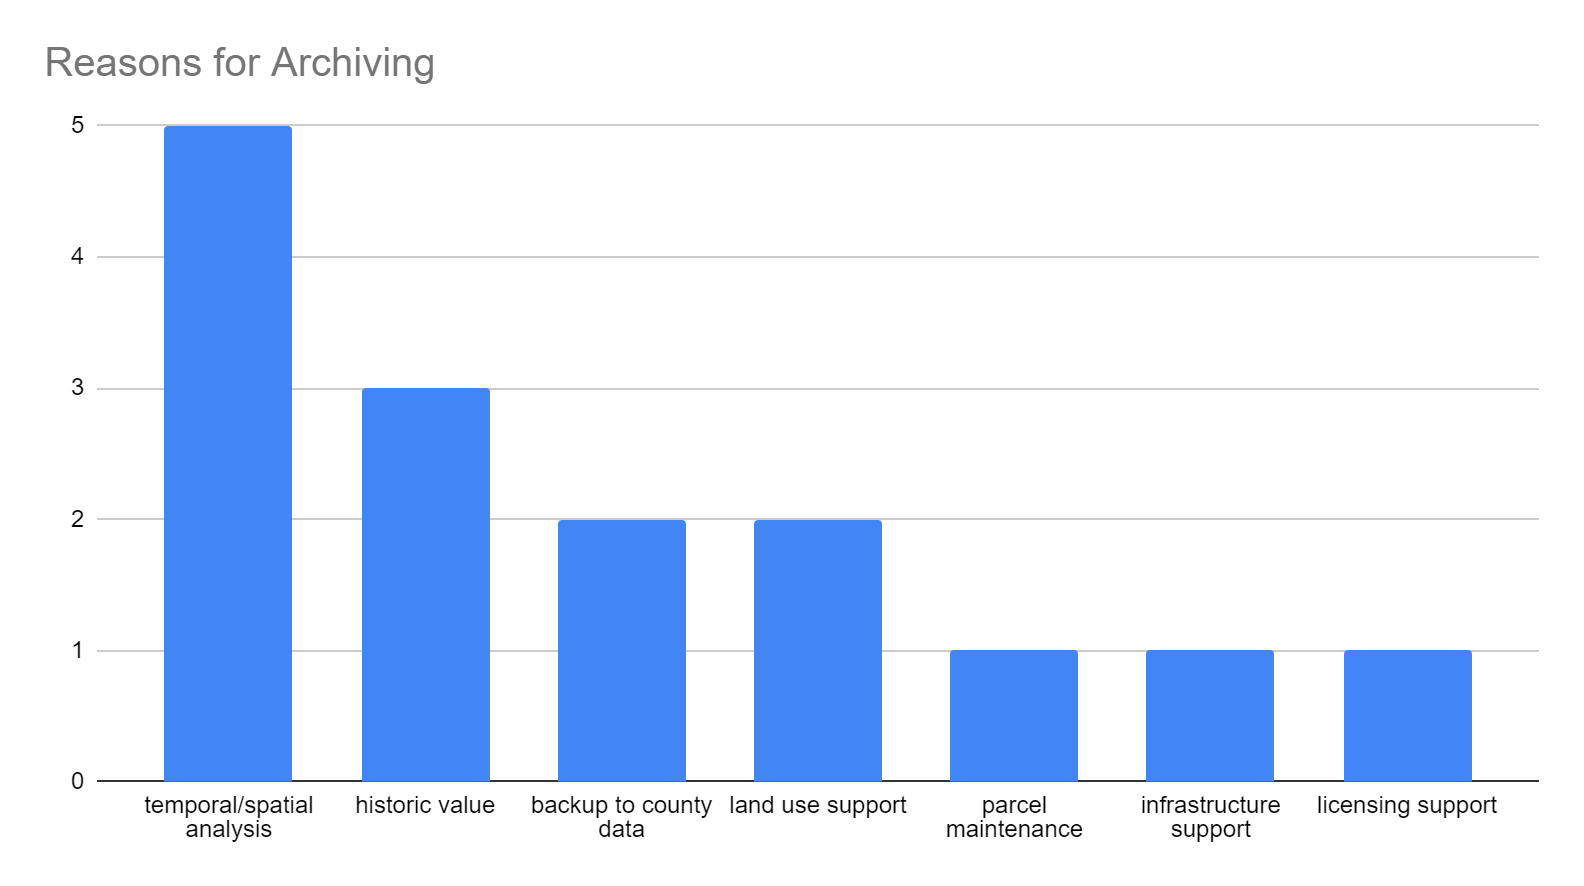 Reasons for Archiving
5
4
3
2
1
0
temporal/spatial
analysis
historic value
backup to county
data
land use support
parcel
maintenance
infrastructure
support
licensing support